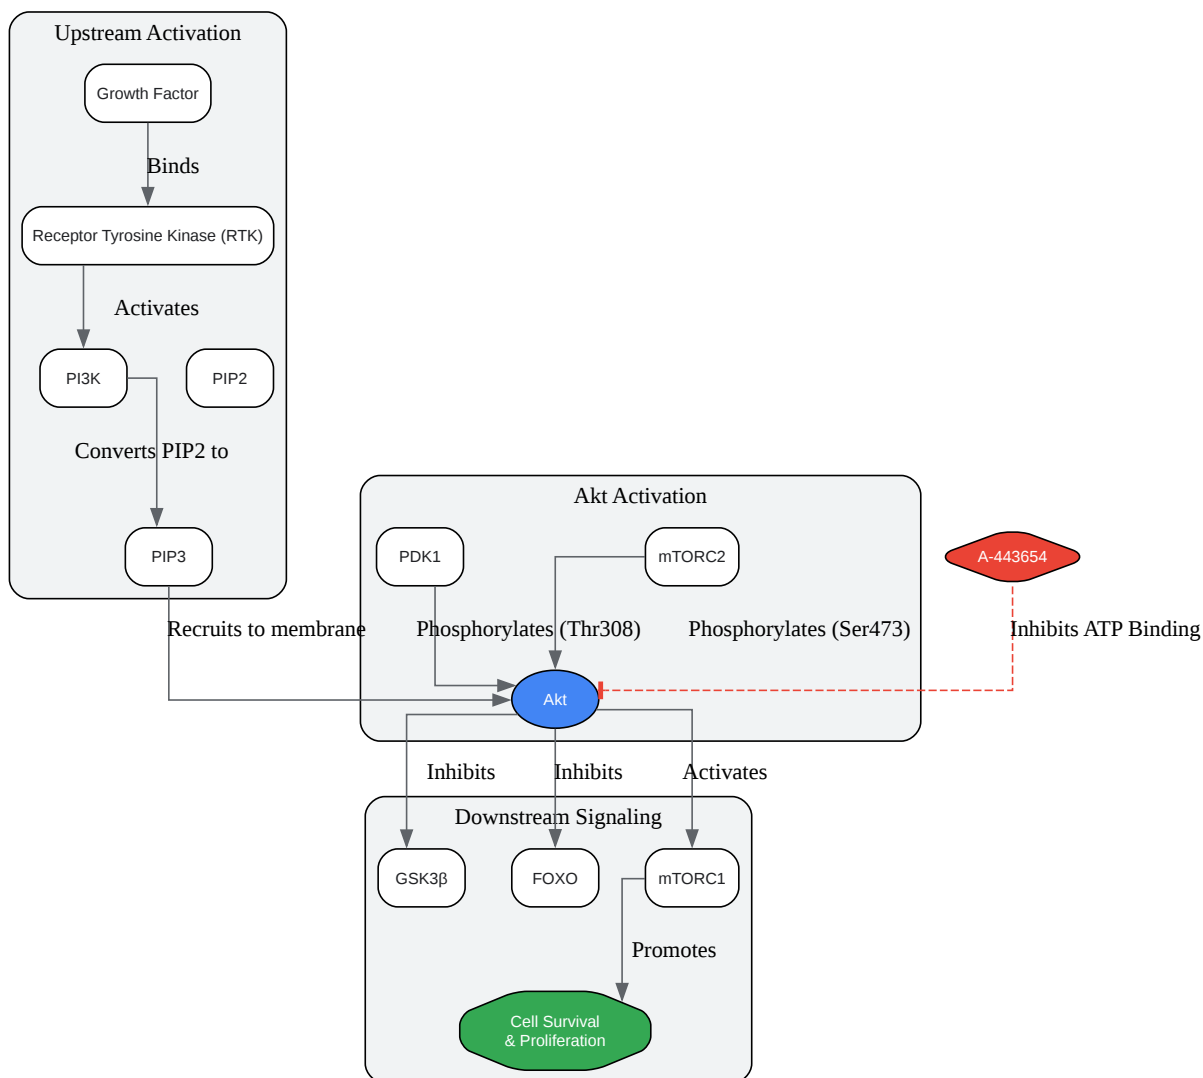 Upstream Activation
Growth Factor
Binds
Receptor Tyrosine Kinase (RTK)
Activates
PI3K
PIP2
Converts PIP2 to
PIP3
Akt Activation
PDK1
mTORC2
A-443654
Recruits to membrane
Phosphorylates (Thr308)
Phosphorylates (Ser473)
Inhibits ATP Binding
Akt
Inhibits
Inhibits
Activates
Downstream Signaling
GSK3β
FOXO
mTORC1
Promotes
Cell Survival
& Proliferation